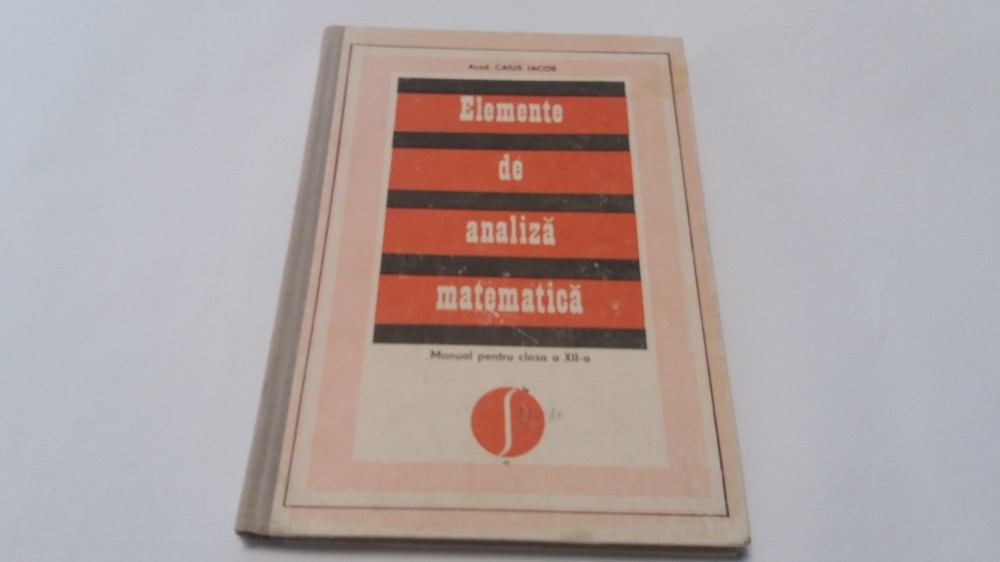 Acad. CAIUS IACOB
Elemente
de
analiză
matematică
Manual pentru clasa a XII-a
b
∫